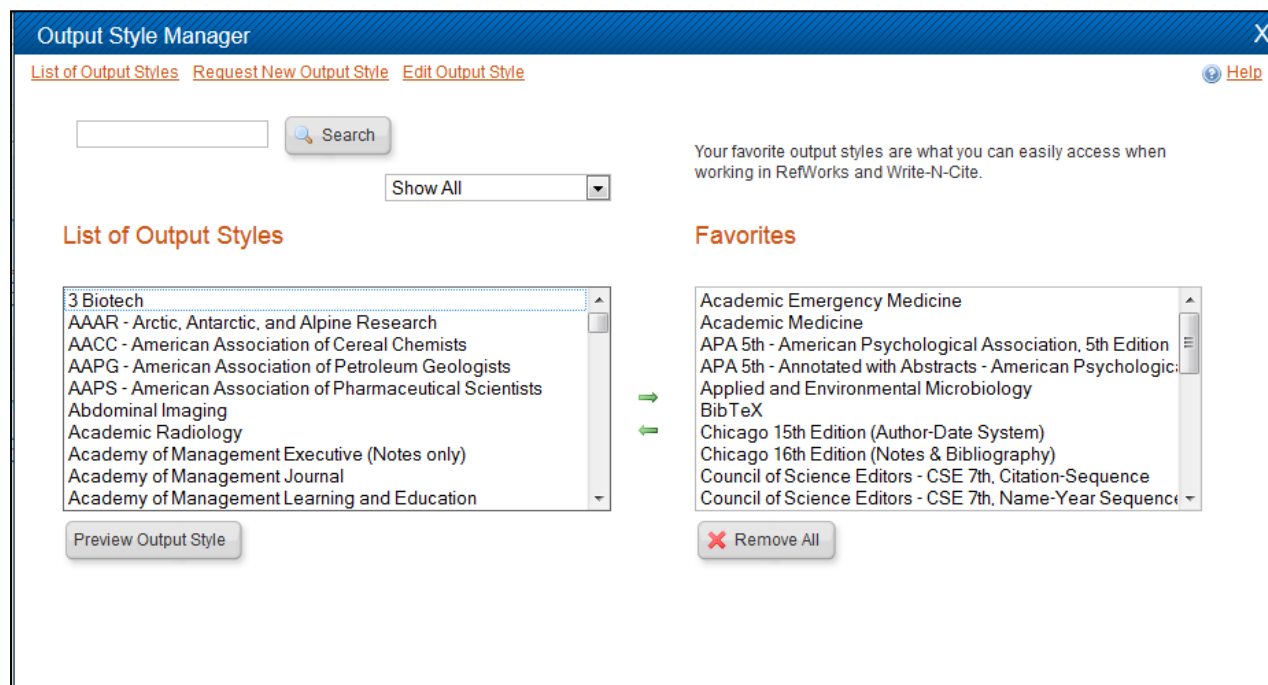 Output Style Manager X
List of Output Styles Request New Output Style Edit Output Style Help
Search
Show All
Your favorite output styles are what you can easily access when
working in RefWorks and Write-N-Cite.
List of Output Styles
3 Biotech
AAAR - Arctic, Antarctic, and Alpine Research
AACC - American Association of Cereal Chemists
AAPG - American Association of Petroleum Geologists
AAPS - American Association of Pharmaceutical Scientists
Abdominal Imaging
Academic Radiology
Academy of Management Executive (Notes only)
Academy of Management Journal
Academy of Management Learning and Education
Preview Output Style
Favorites
Academic Emergency Medicine
Academic Medicine
APA 5th - American Psychological Association, 5th Edition
APA 5th - Annotated with Abstracts - American Psychologic
Applied and Environmental Microbiology
BibTeX
Chicago 15th Edition (Author-Date System)
Chicago 16th Edition (Notes & Bibliography)
Council of Science Editors - CSE 7th, Citation-Sequence
Council of Science Editors - CSE 7th, Name-Year Sequence
Remove All